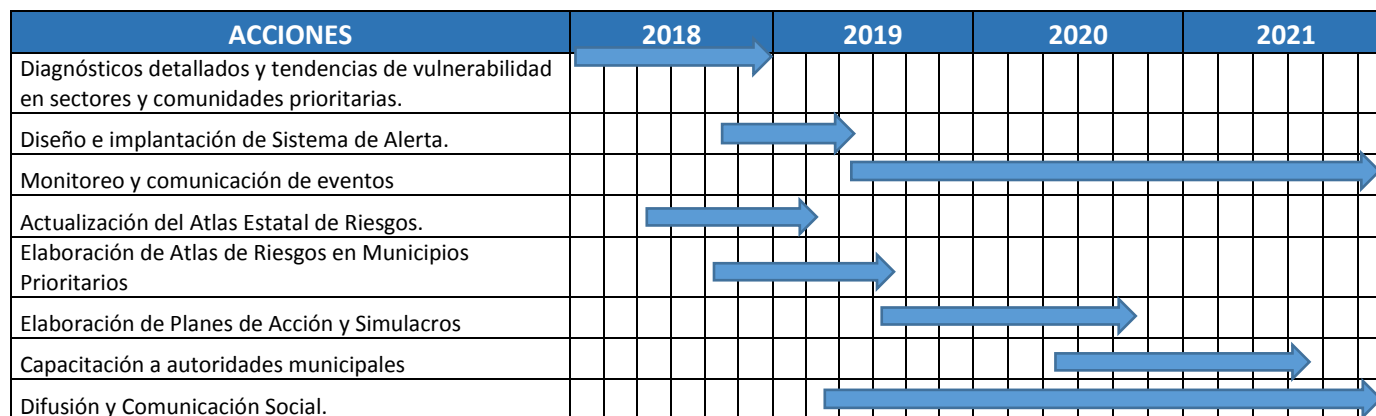 ACCIONES 2018 2019 2020 2021
Diagnósticos detallados y tendencias de vulnerabilidad
en sectores y comunidades prioritarias.
Diseño e implantación de Sistema de Alerta.
Monitoreo y comunicación de eventos
Actualización del Atlas Estatal de Riesgos.
Elaboración de Atlas de Riesgos en Municipios
Prioritarios
Elaboración de Planes de Acción y Simulacros
Capacitación a autoridades municipales
Difusión y Comunicación Social.